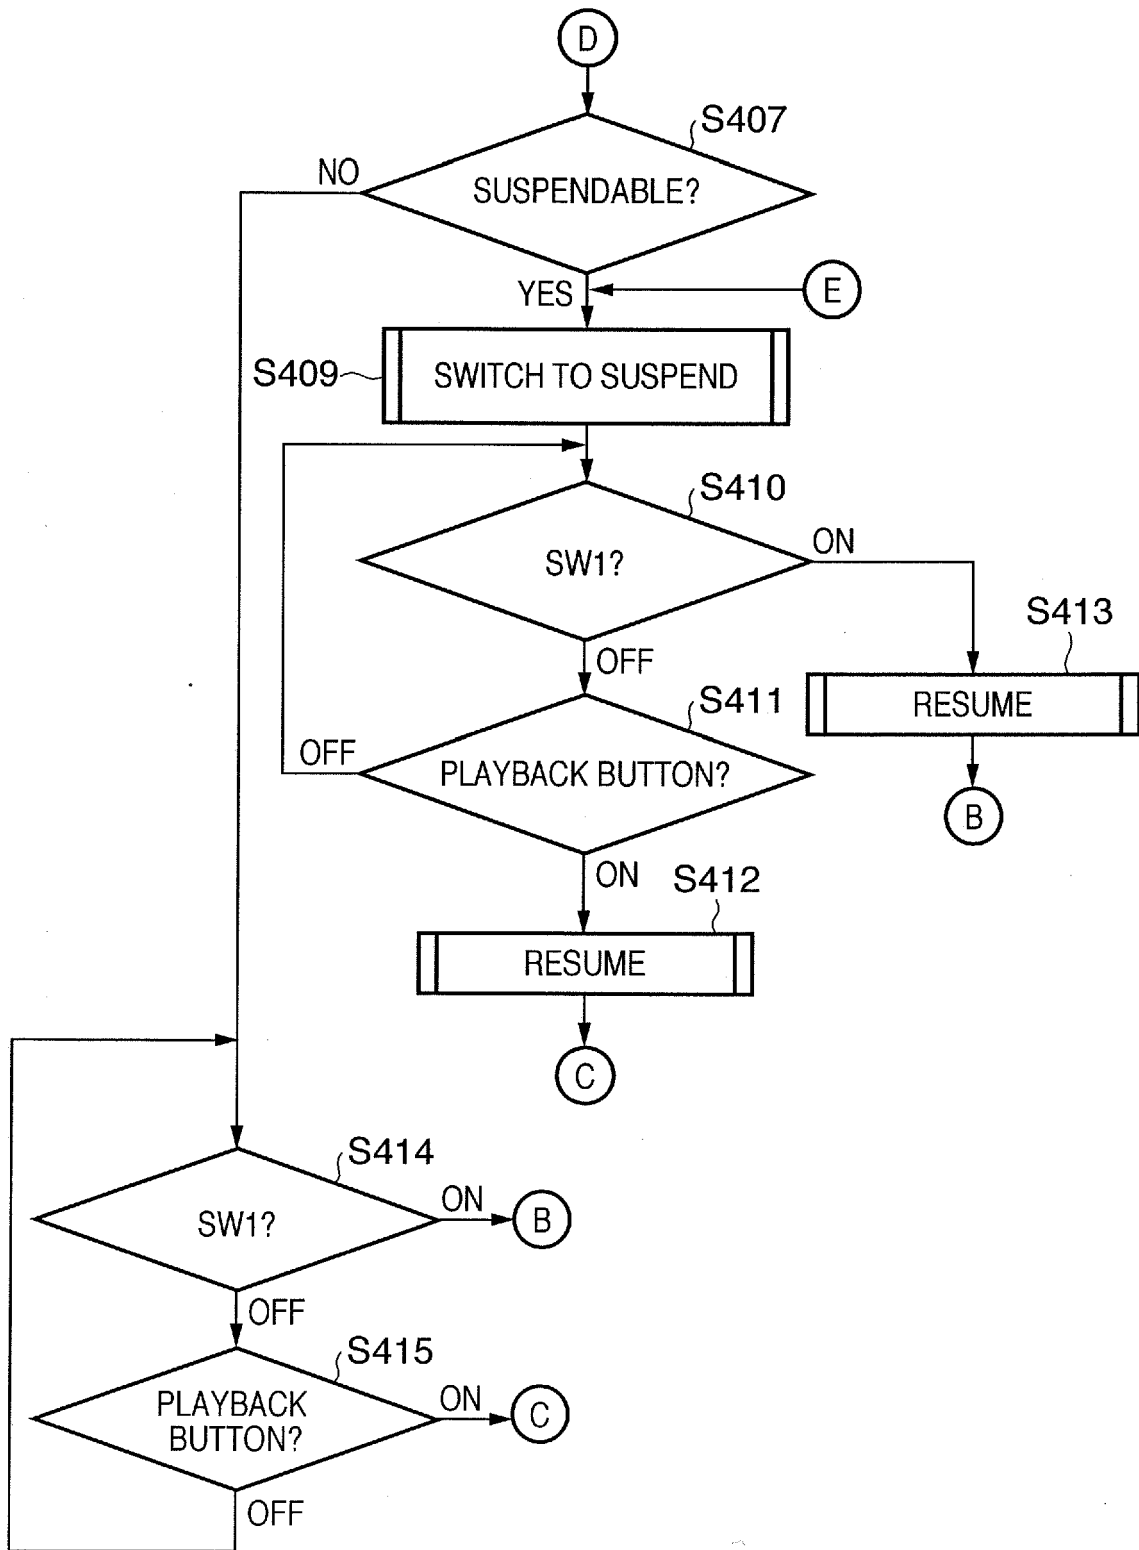 D
S407
NO
SUSPENDABLE?
YES
E
S409
SWITCH TO SUSPEND
S410
ON
SW1?
S413
OFF
S411
RESUME
OFF
PLAYBACK BUTTON?
B
ON
S412
RESUME
C
S414
ON
B
SW1?
OFF
S415
PLAYBACK
BUTTON?
ON
C
OFF